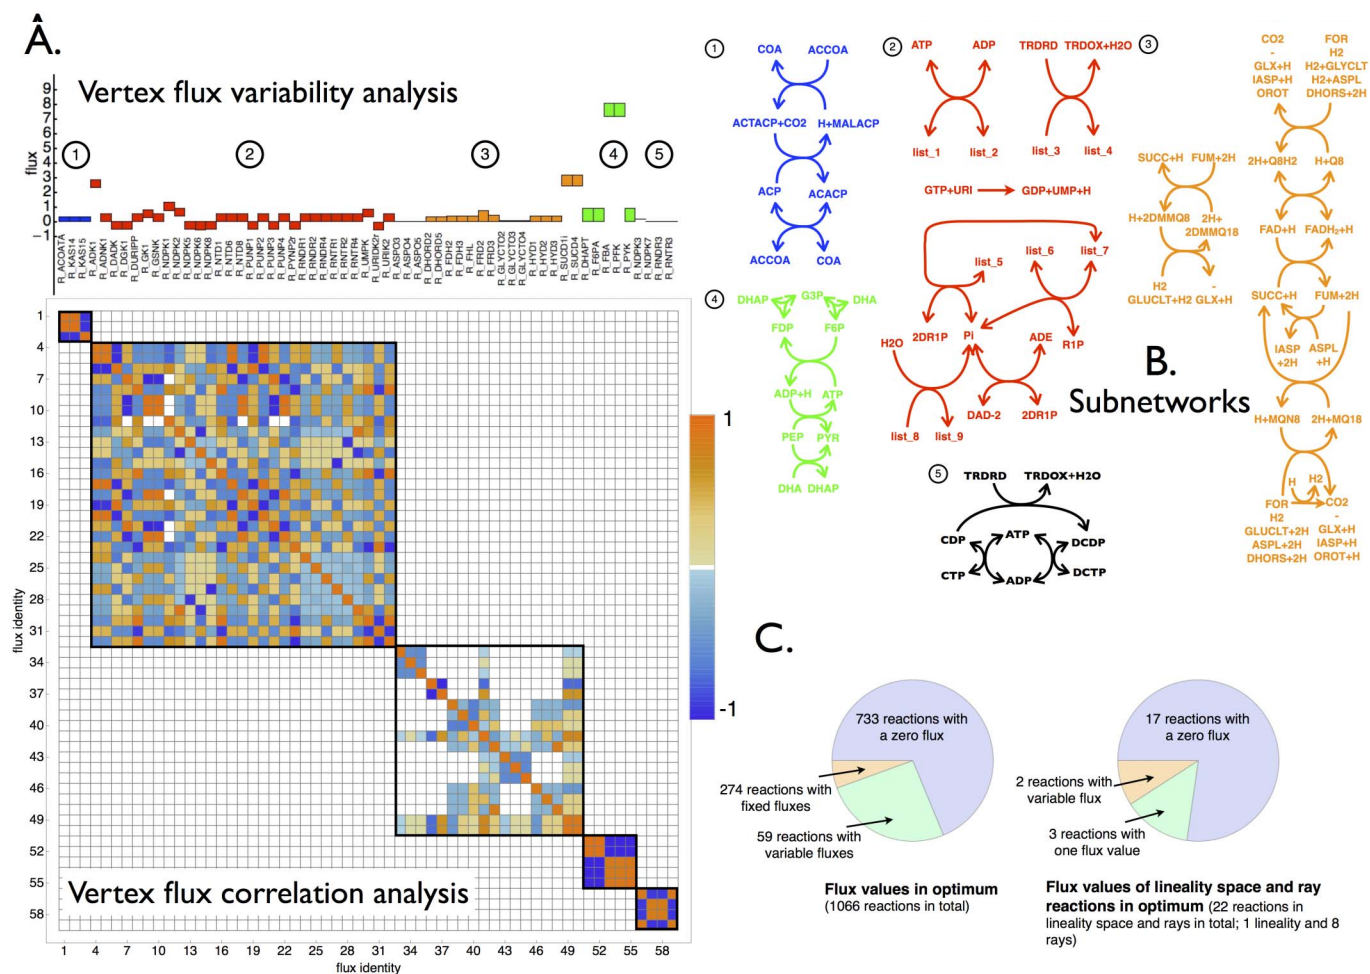 A.
Vertex flux variability analysis
flux
9
8
7
6
5
4
3
2
1
0
−1
1
2
3
4
5
R_ACOATA
R_KAS14
R_KAS15
R_ADK1
R_ADNK1
R_DADK
R_DGK1
R_DURIPP
R_GK1
R_GSNK
R_NDPK1
R_NDPK2
R_NDPK5
R_NDPK6
R_NDPK8
R_NTD1
R_NTD6
R_NTD8
R_PUNP1
R_PUNP2
R_PUNP3
R_PUNP4
R_PYNP2r
R_RNDR1
R_RNDR2
R_RNDR4
R_RNTR1
R_RNTR2
R_RNTR4
R_UMPK
R_URIDK2r
R_URIK2
R_ASPO3
R_ASPO4
R_ASPO5
R_DHORD2
R_DHORD5
R_FDH2
R_FDH3
R_FHL
R_FRD2
R_FRD3
R_GLYCTO2
R_GLYCTO3
R_GLYCTO4
R_HYD1
R_HYD2
R_HYD3
R_SUCD1i
R_SUCD4
R_DHAPT
R_F6PA
R_FBA
R_PFK
R_PYK
R_NDPK3
R_NDPK7
R_RNDR3
R_RNTR3
1
4
7
10
13
16
19
22
25
28
31
34
37
40
43
46
49
52
55
58
flux identity
Vertex flux correlation analysis
1 4 7 10 13 16 19 22 25 28 31 34 37 40 43 46 49 52 55 58
flux identity
1
-1
B.
Subnetworks
1
COA ACCOA
ACTACP+CO2 H+MALACP
ACP ACACP
ACCOA COA
2
ATP ADP TRDRD TRDOX+H2O
list_1 list_2 list_3 list_4
GTP+URI GDP+UMP+H
list_5 list_6 list_7
2DR1P Pi ADE R1P
H2O
DAD-2 2DR1P
list_8 list_9
3
CO2
-
GLX+H
IASP+H
OROT
FOR
H2
H2+GLYCLT
H2+ASPL
DHORS+2H
SUCC+H FUM+2H
2H+Q8H2 H+Q8
H+2DMMQ8 2H+
2DMMQ18
FAD+H FADH2+H
H2
GLUCLT+H2
-
GLX+H
SUCC+H FUM+2H
IASP
+2H
ASPL
+H
H+MQN8 2H+MQ18
H H2
FOR CO2
H2
GLUCLT+2H
ASPL+2H
DHORS+2H
-
GLX+H
IASP+H
OROT+H
4
DHAP G3P DHA
FDP F6P
ADP+H ATP
PEP PYR
DHA DHAP
5
TRDRD TRDOX+H2O
CDP ATP DCDP
CTP ADP DCTP
C.
733 reactions with
a zero flux
274 reactions with
fixed fluxes
59 reactions with
variable fluxes
Flux values in optimum
(1066 reactions in total)
17 reactions with
a zero flux
2 reactions with
variable flux
3 reactions with
one flux value
Flux values of lineality space and ray
reactions in optimum (22 reactions in
lineality space and rays in total; 1 lineality and 8
rays)